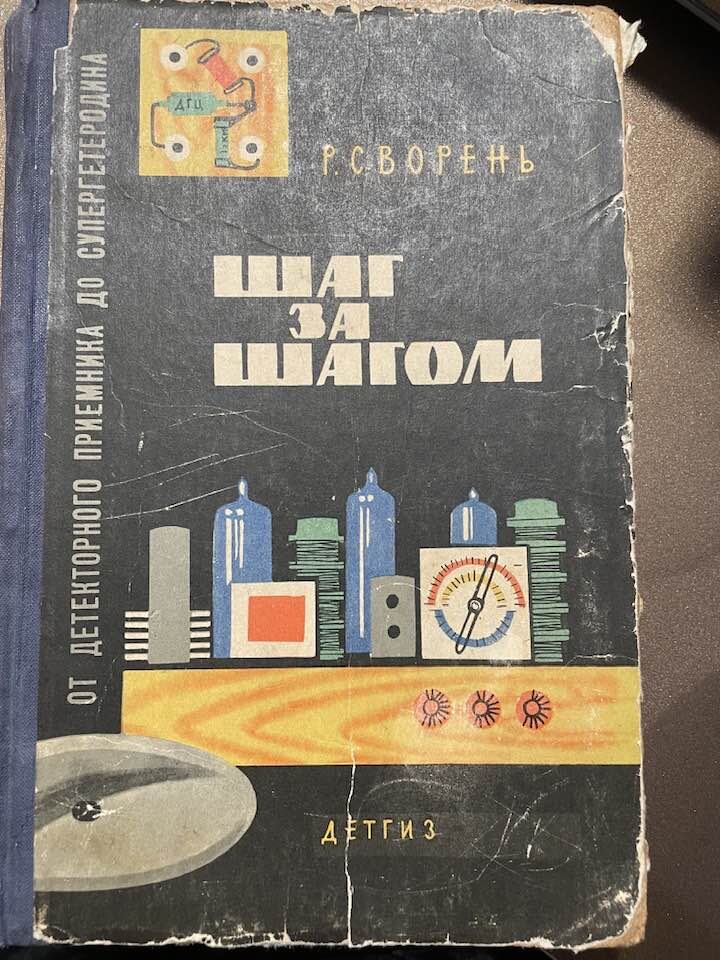 ДГЦ
Р. СВОРЕНЬ
ШАГ
ЗА
ШАГОМ
ОТ ДЕТЕКТОРНОГО ПРИЕМНИКА ДО СУПЕРГЕТЕРОДИНА
ДЕТГИЗ